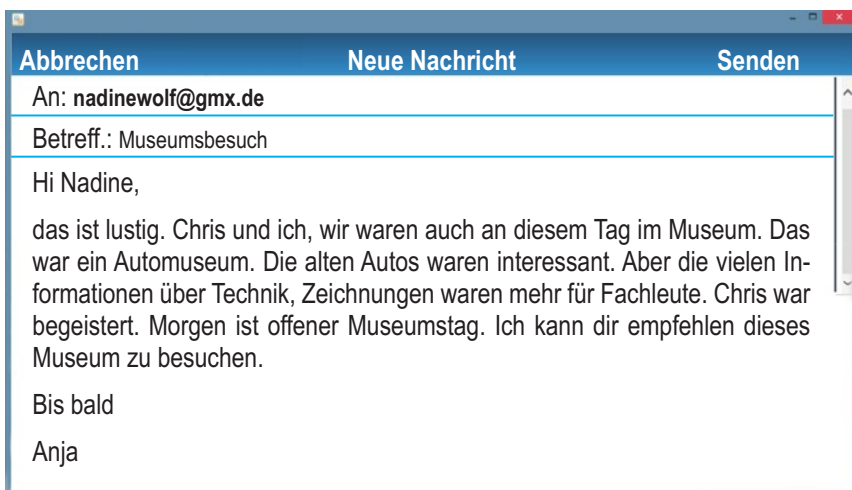 Abbrechen Neue Nachricht Senden
An: nadinewolf@gmx.de
Betreff.: Museumsbesuch
Hi Nadine,
das ist lustig. Chris und ich, wir waren auch an diesem Tag im Museum. Das
war ein Automuseum. Die alten Autos waren interessant. Aber die vielen In-
formationen über Technik, Zeichnungen waren mehr für Fachleute. Chris war
begeistert. Morgen ist offener Museumstag. Ich kann dir empfehlen dieses
Museum zu besuchen.
Bis bald
Anja